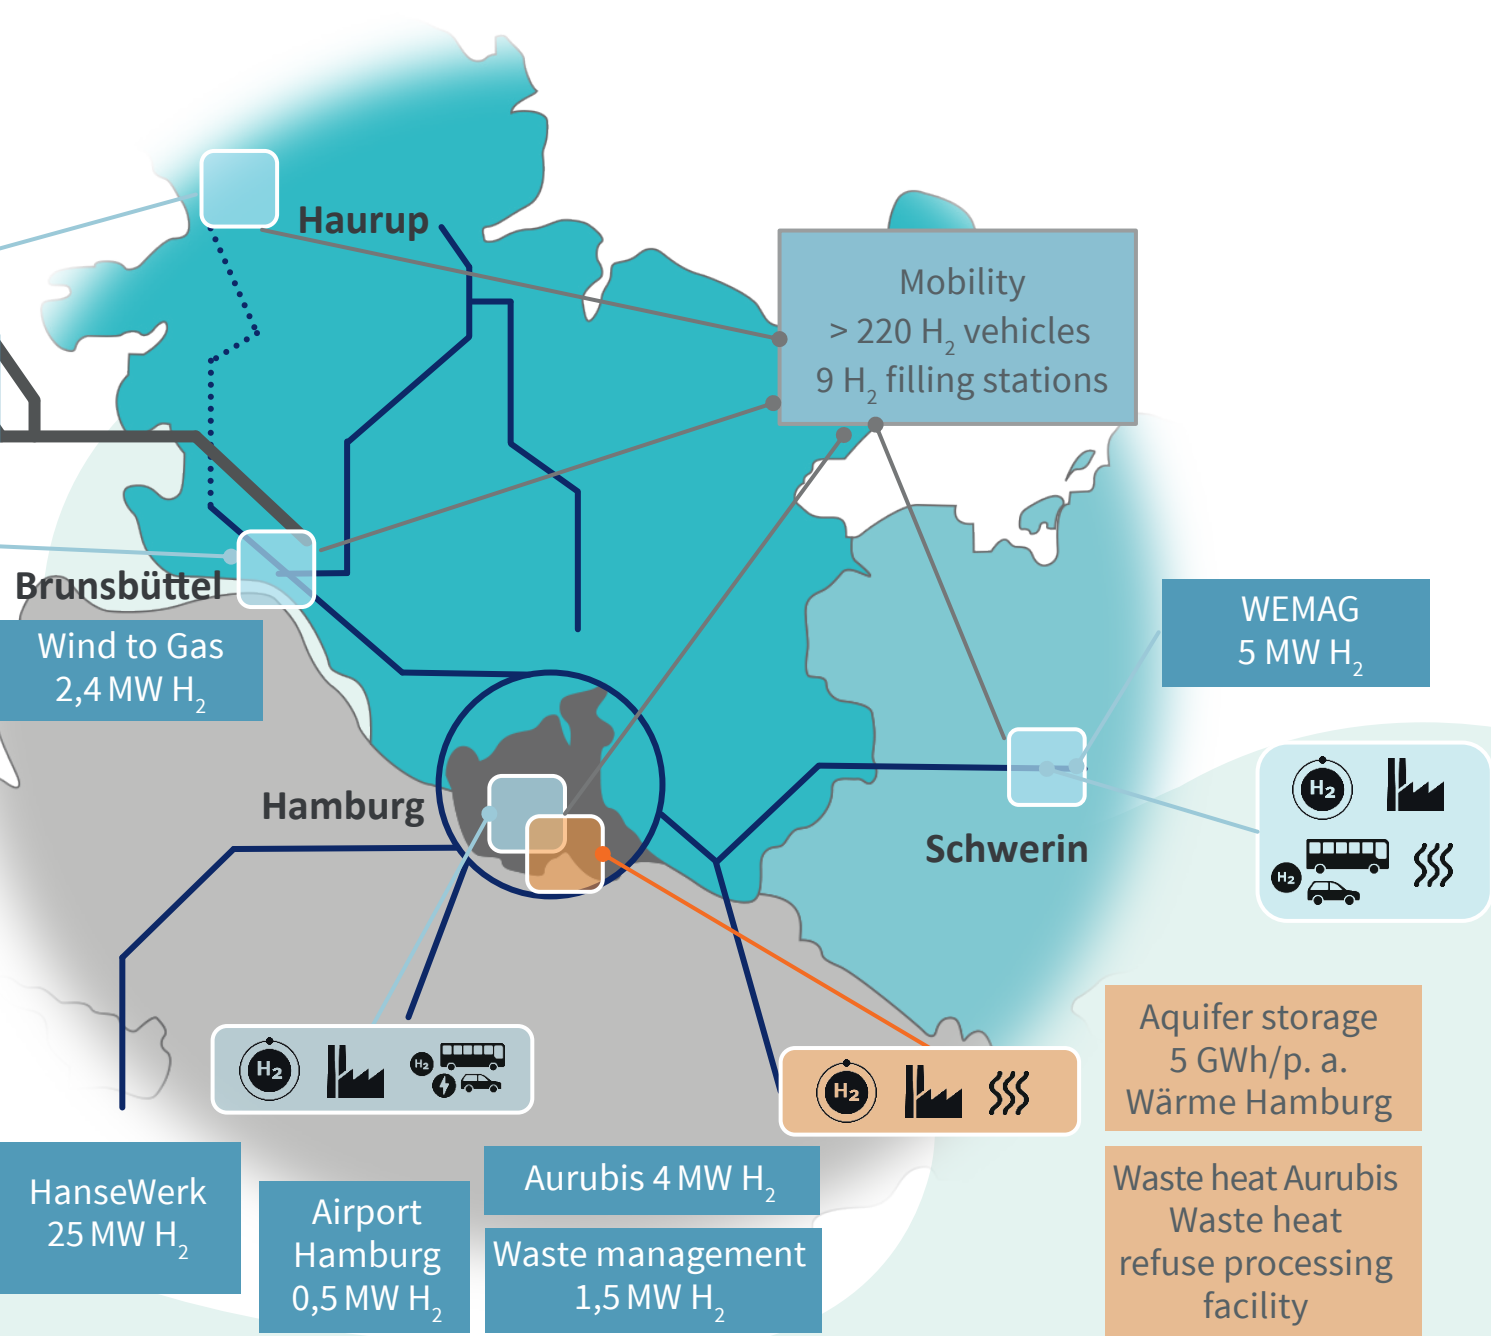 Haurup
Mobility
> 220 H₂ vehicles
9 H₂ filling stations
Brunsbüttel
Wind to Gas
2,4 MW H₂
WEMAG
5 MW H₂
Hamburg
Schwerin
H₂
H₂
H₂
H₂
H₂
Aquifer storage
5 GWh/p. a.
Wärme Hamburg
HanseWerk
25 MW H₂
Airport
Hamburg
0,5 MW H₂
Aurubis 4 MW H₂
Waste management
1,5 MW H₂
Waste heat Aurubis
Waste heat
refuse processing
facility